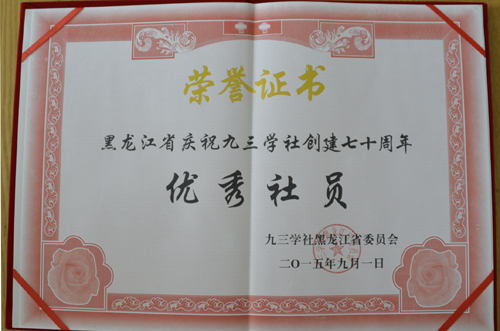 荣誉证书
黑龙江省庆祝九三学社创建七十周年
优秀社员
九三学社黑龙江省委员会
二〇一五年九月一日